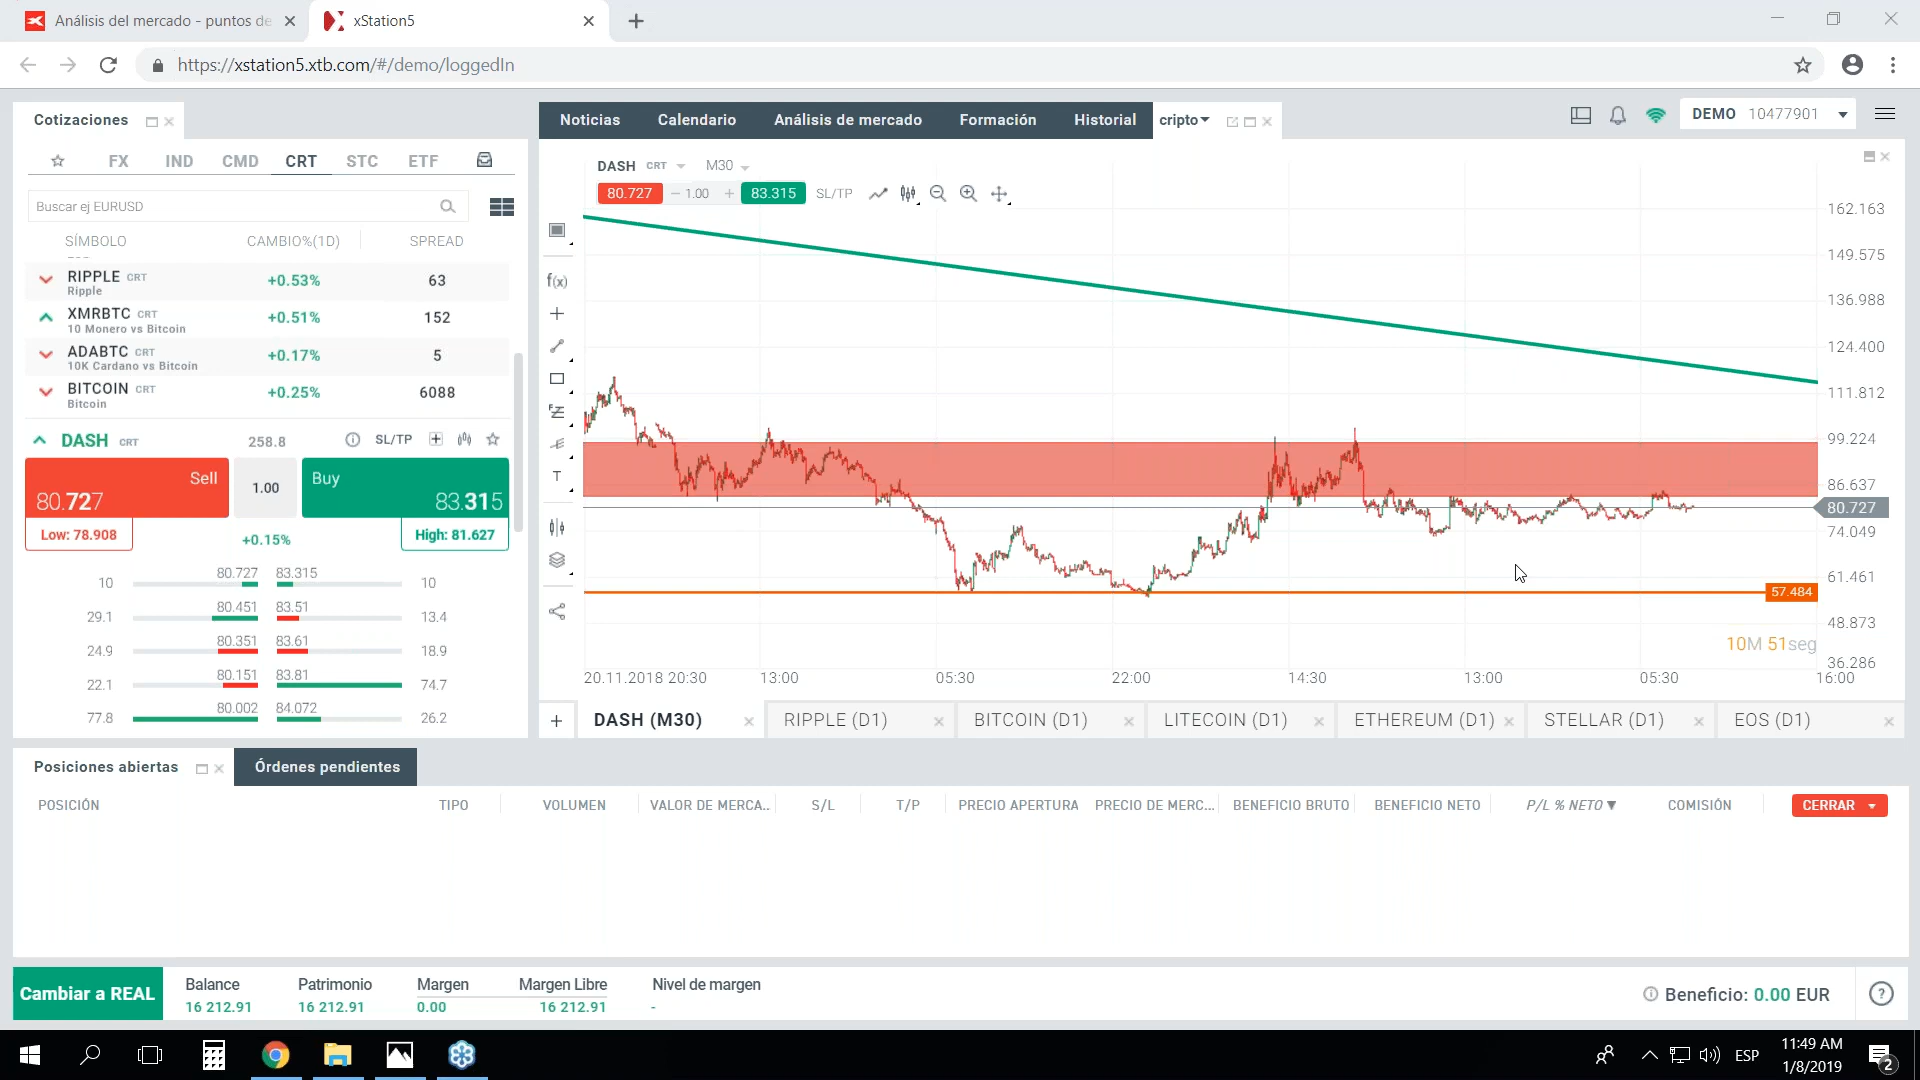 Análisis del mercado - puntos de
xStation5
https://xstation5.xtb.com/#/demo/loggedIn
Cotizaciones
Noticias
Calendario
Análisis de mercado
Formación
Historial
cripto
DEMO 10477901
FX
IND
CMD
CRT
STC
ETF
Buscar ej EURUSD
SÍMBOLO
CAMBIO%(1D)
SPREAD
RIPPLE CRT
Ripple
+0.53%
63
XMRBTC CRT
10 Monero vs Bitcoin
+0.51%
152
ADABTC CRT
10K Cardano vs Bitcoin
+0.17%
5
BITCOIN CRT
Bitcoin
+0.25%
6088
DASH CRT
258.8
SL/TP
Sell
80.727
1.00
Buy
83.315
Low: 78.908
+0.15%
High: 81.627
10 80.727 83.315 10
29.1 80.451 83.51 13.4
24.9 80.351 83.61 18.9
22.1 80.151 83.81 74.7
77.8 80.002 84.072 26.2
DASH CRT M30
80.727 − 1.00 + 83.315 SL/TP
f(x)
T
162.163
149.575
136.988
124.400
111.812
99.224
86.637
80.727
74.049
61.461
57.484
48.873
36.286
10M 51seg
20.11.2018 20:30
13:00
05:30
22:00
14:30
13:00
05:30
16:00
DASH (M30)
RIPPLE (D1)
BITCOIN (D1)
LITECOIN (D1)
ETHEREUM (D1)
STELLAR (D1)
EOS (D1)
Posiciones abiertas
Órdenes pendientes
POSICIÓN
TIPO
VOLUMEN
VALOR DE MERCA..
S/L
T/P
PRECIO APERTURA
PRECIO DE MERC...
BENEFICIO BRUTO
BENEFICIO NETO
P/L % NETO
COMISIÓN
CERRAR
Cambiar a REAL
Balance
16 212.91
Patrimonio
16 212.91
Margen
0.00
Margen Libre
16 212.91
Nivel de margen
-
Beneficio: 0.00 EUR
?
ESP
11:49 AM
1/8/2019
2